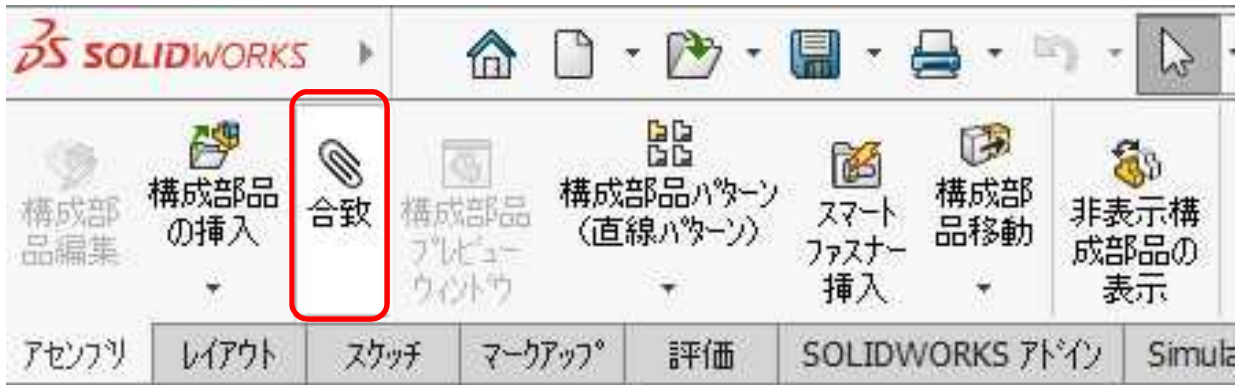 SOLIDWORKS
構成部
品編集
構成部品
の挿入
合致
構成部品
プレビュー
ウィンドウ
構成部品パターン
(直線パターン)
スマート
ファスナー
挿入
構成部
品移動
非表示構
成部品の
表示
アセンブリ
レイアウト
スケッチ
マークアップ
評価
SOLIDWORKS アドイン
Simula